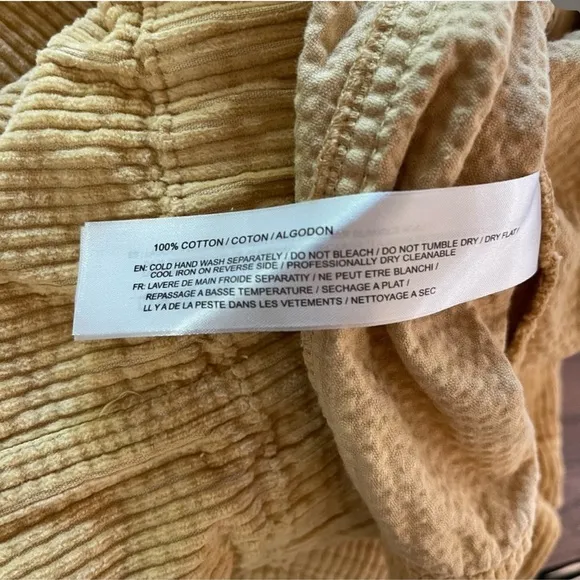 100% COTTON / COTON / ALGODON
EN: COLD HAND WASH SEPARATELY / DO NOT BLEACH / DO NOT TUMBLE DRY / DRY FLAT /
COOL IRON ON REVERSE SIDE / PROFESSIONALLY DRY CLEANABLE
FR: LAVERE DE MAIN FROIDE SEPARATIY / NE PEUT ETRE BLANCHI /
REPASSAGE A BASSE TEMPERATURE / SECHAGE A PLAT /
LL Y A DE LA PESTE DANS LES VETEMENTS / NETTOYAGE A SEC